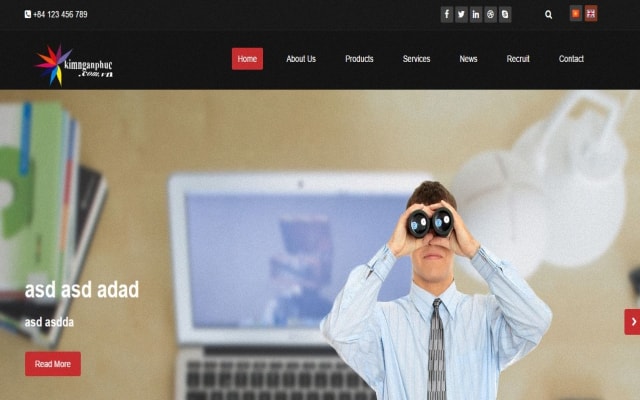 +84 123 456 789
kimnganphuc
.com.vn
Home About Us Products Services News Recruit Contact
asd asd adad
asd asdda
Read More